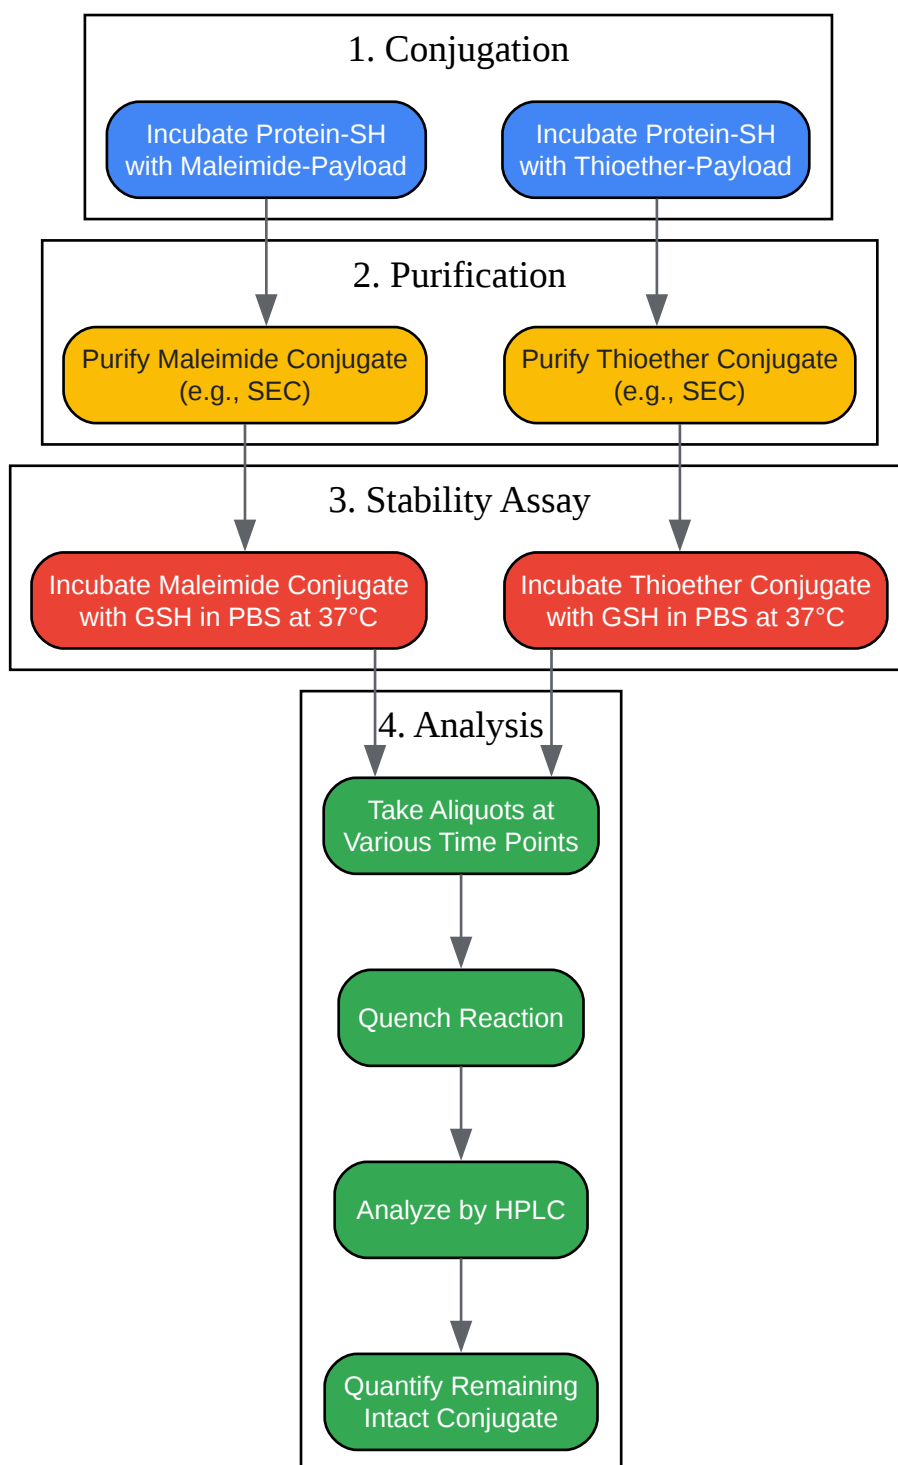 1. Conjugation
Incubate Protein-SH
with Maleimide-Payload
Incubate Protein-SH
with Thioether-Payload
2. Purification
Purify Maleimide Conjugate
(e.g., SEC)
Purify Thioether Conjugate
(e.g., SEC)
3. Stability Assay
Incubate Maleimide Conjugate
with GSH in PBS at 37°C
Incubate Thioether Conjugate
with GSH in PBS at 37°C
4. Analysis
Take Aliquots at
Various Time Points
Quench Reaction
Analyze by HPLC
Quantify Remaining
Intact Conjugate